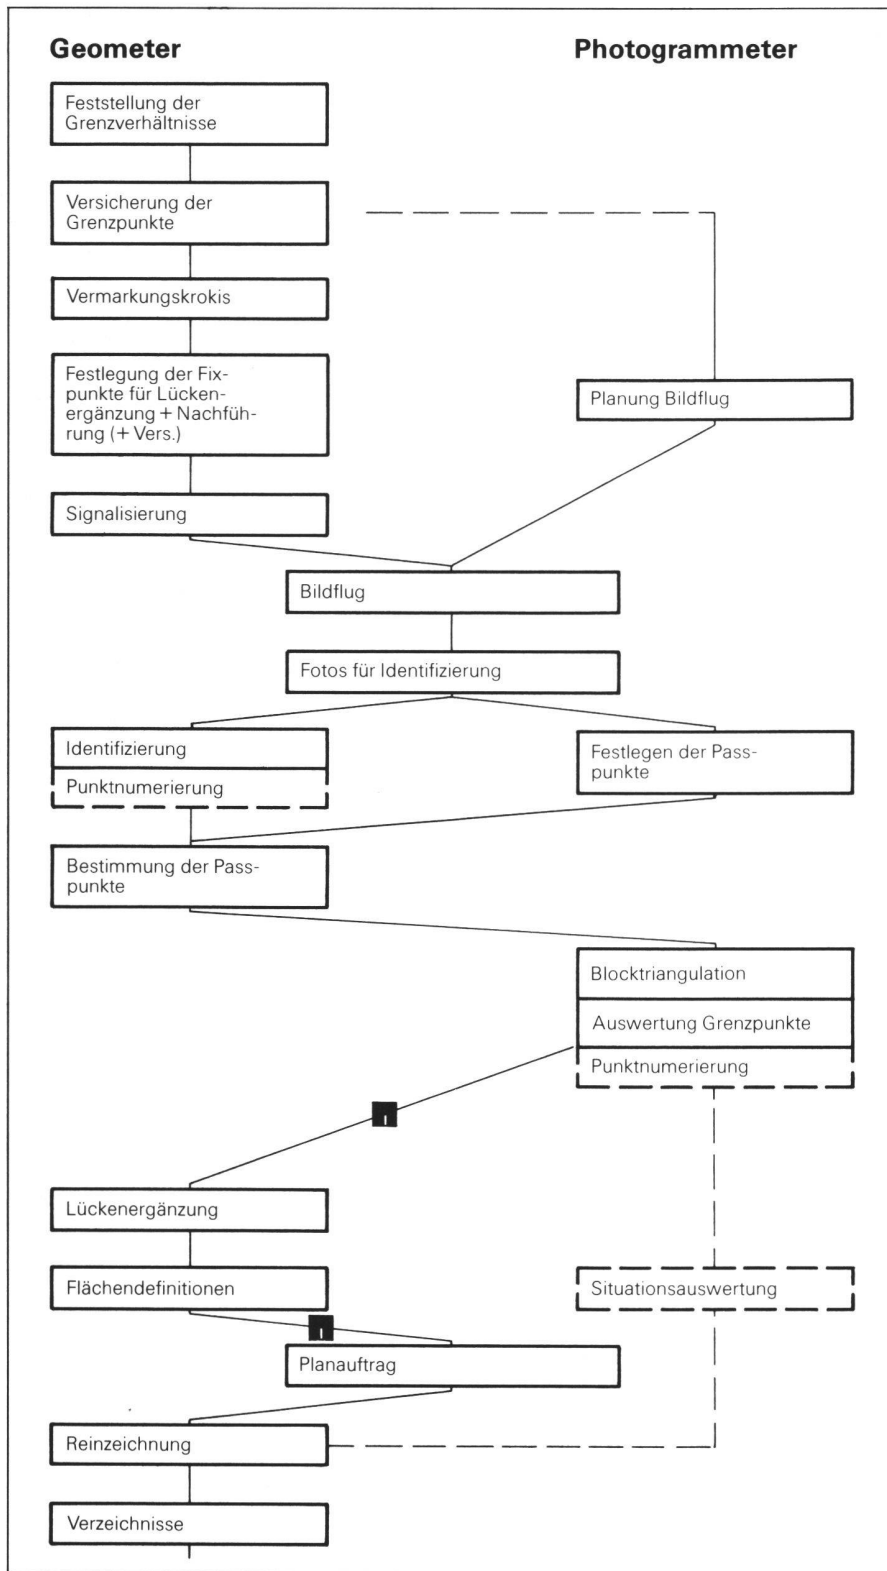 Geometer
Photogrammeter
Feststellung der
Grenzverhältnisse
Versicherung der
Grenzpunkte
Vermarkungskrokis
Festlegung der Fix-
punkte für Lücken-
ergänzung + Nachfüh-
rung (+ Vers.)
Planung Bildflug
Signalisierung
Bildflug
Fotos für Identifizierung
Identifizierung
Punktnumerierung
Festlegen der Pass-
punkte
Bestimmung der Pass-
punkte
Blocktriangulation
Auswertung Grenzpunkte
Punktnumerierung
Lückenergänzung
Flächendefinitionen
Situationsauswertung
Planauftrag
Reinzeichnung
Verzeichnisse